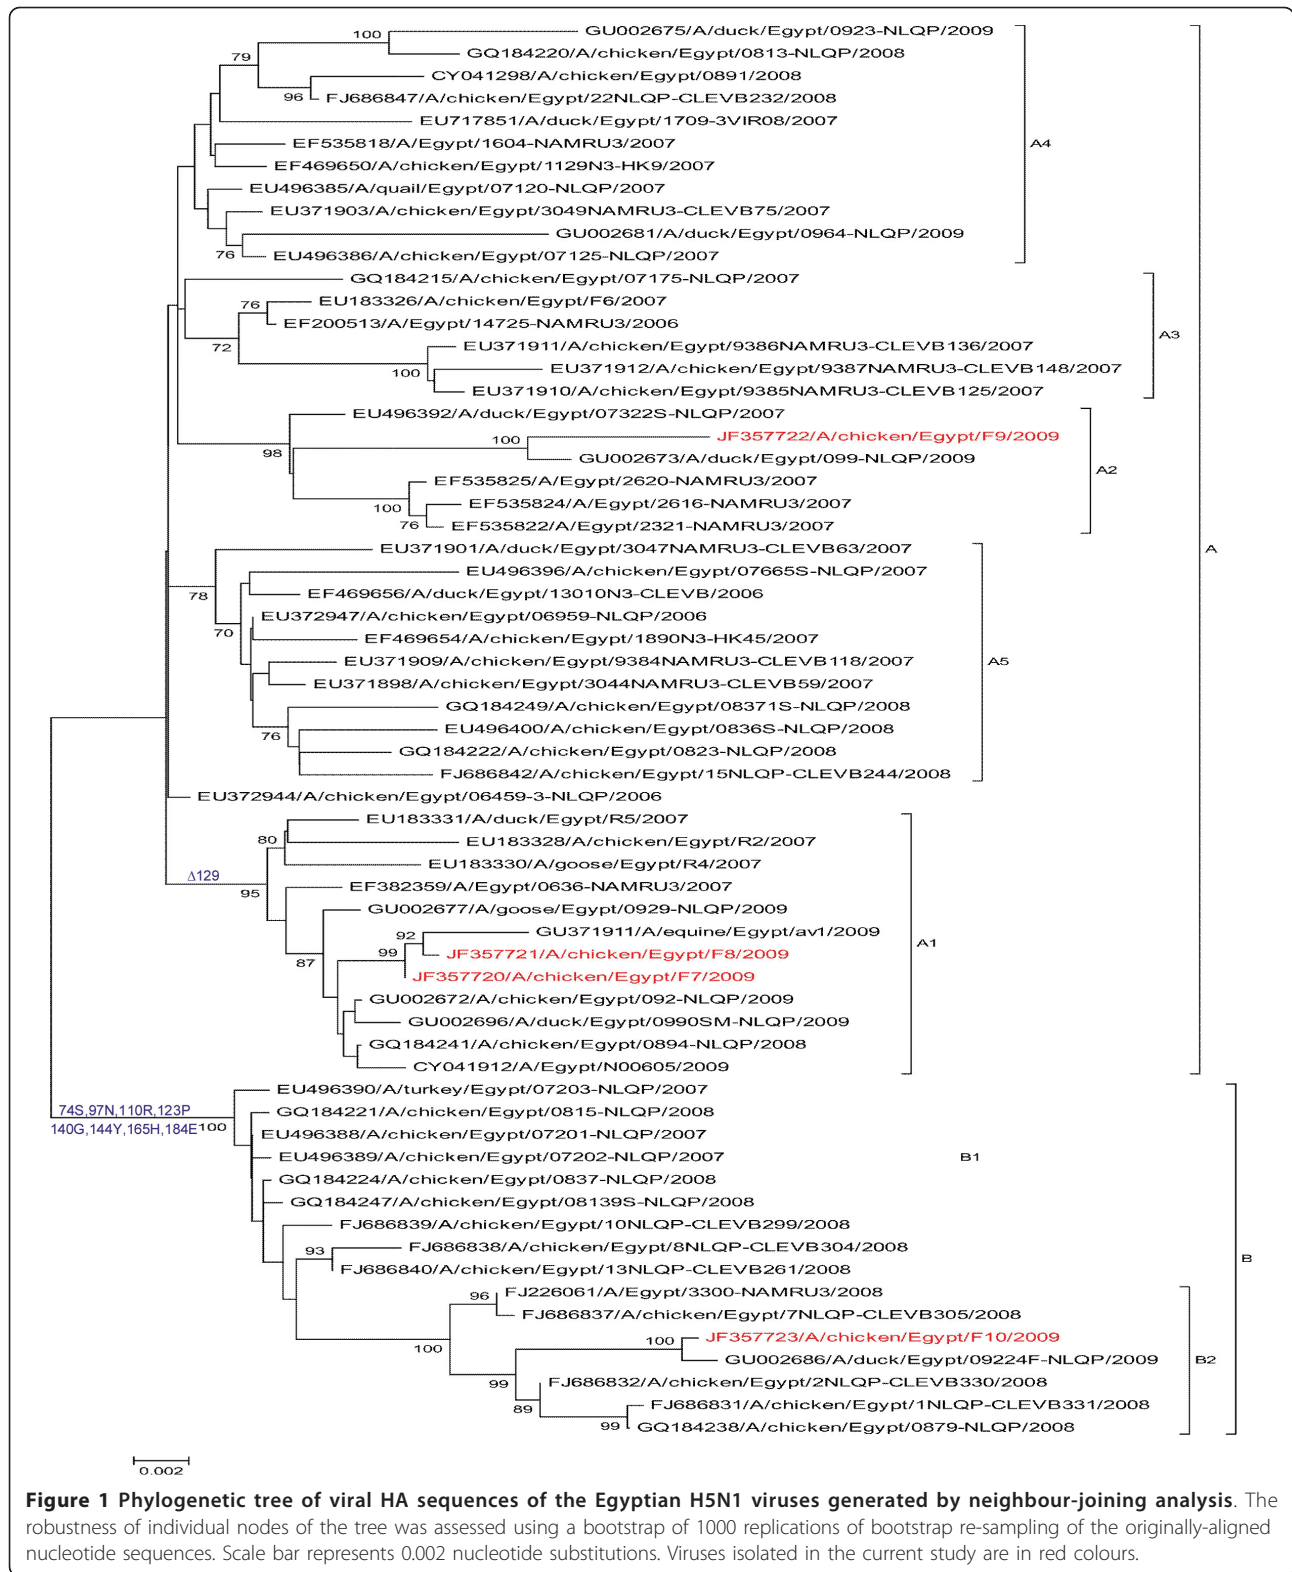 GU002675/A/duck/Egypt/0923-NLQP/2009
100
GQ184220/A/chicken/Egypt/0813-NLQP/2008
79
CY041298/A/chicken/Egypt/0891/2008
96
FJ686847/A/chicken/Egypt/22NLQP-CLEVB232/2008
EU717851/A/duck/Egypt/1709-3VIR08/2007
EF535818/A/Egypt/1604-NAMRU3/2007
A4
EF469650/A/chicken/Egypt/1129N3-HK9/2007
EU496385/A/quail/Egypt/07120-NLQP/2007
EU371903/A/chicken/Egypt/3049NAMRU3-CLEVB75/2007
GU002681/A/duck/Egypt/0964-NLQP/2009
76
EU496386/A/chicken/Egypt/07125-NLQP/2007
GQ184215/A/chicken/Egypt/07175-NLQP/2007
76
EU183326/A/chicken/Egypt/F6/2007
EF200513/A/Egypt/14725-NAMRU3/2006
A3
72
EU371911/A/chicken/Egypt/9386NAMRU3-CLEVB136/2007
100
EU371912/A/chicken/Egypt/9387NAMRU3-CLEVB148/2007
EU371910/A/chicken/Egypt/9385NAMRU3-CLEVB125/2007
EU496392/A/duck/Egypt/07322S-NLQP/2007
100
JF357722/A/chicken/Egypt/F9/2009
98
GU002673/A/duck/Egypt/099-NLQP/2009
A2
EF535825/A/Egypt/2620-NAMRU3/2007
100
EF535824/A/Egypt/2616-NAMRU3/2007
76
EF535822/A/Egypt/2321-NAMRU3/2007
EU371901/A/duck/Egypt/3047NAMRU3-CLEVB63/2007
A
EU496396/A/chicken/Egypt/07665S-NLQP/2007
78
EF469656/A/duck/Egypt/13010N3-CLEVB/2006
EU372947/A/chicken/Egypt/06959-NLQP/2006
70
EF469654/A/chicken/Egypt/1890N3-HK45/2007
EU371909/A/chicken/Egypt/9384NAMRU3-CLEVB118/2007
A5
EU371898/A/chicken/Egypt/3044NAMRU3-CLEVB59/2007
GQ184249/A/chicken/Egypt/08371S-NLQP/2008
76
EU496400/A/chicken/Egypt/0836S-NLQP/2008
GQ184222/A/chicken/Egypt/0823-NLQP/2008
FJ686842/A/chicken/Egypt/15NLQP-CLEVB244/2008
EU372944/A/chicken/Egypt/06459-3-NLQP/2006
EU183331/A/duck/Egypt/R5/2007
80
EU183328/A/chicken/Egypt/R2/2007
EU183330/A/goose/Egypt/R4/2007
Δ129
95
EF382359/A/Egypt/0636-NAMRU3/2007
GU002677/A/goose/Egypt/0929-NLQP/2009
92
GU371911/A/equine/Egypt/av1/2009
A1
87
99
JF357721/A/chicken/Egypt/F8/2009
JF357720/A/chicken/Egypt/F7/2009
GU002672/A/chicken/Egypt/092-NLQP/2009
GU002696/A/duck/Egypt/0990SM-NLQP/2009
GQ184241/A/chicken/Egypt/0894-NLQP/2008
CY041912/A/Egypt/N00605/2009
EU496390/A/turkey/Egypt/07203-NLQP/2007
74S,97N,110R,123P
GQ184221/A/chicken/Egypt/0815-NLQP/2008
140G,144Y,165H,184E
100
EU496388/A/chicken/Egypt/07201-NLQP/2007
EU496389/A/chicken/Egypt/07202-NLQP/2007
B1
GQ184224/A/chicken/Egypt/0837-NLQP/2008
GQ184247/A/chicken/Egypt/08139S-NLQP/2008
FJ686839/A/chicken/Egypt/10NLQP-CLEVB299/2008
93
FJ686838/A/chicken/Egypt/8NLQP-CLEVB304/2008
B
FJ686840/A/chicken/Egypt/13NLQP-CLEVB261/2008
96
FJ226061/A/Egypt/3300-NAMRU3/2008
FJ686837/A/chicken/Egypt/7NLQP-CLEVB305/2008
100
100
JF357723/A/chicken/Egypt/F10/2009
GU002686/A/duck/Egypt/09224F-NLQP/2009
B2
99
FJ686832/A/chicken/Egypt/2NLQP-CLEVB330/2008
89
FJ686831/A/chicken/Egypt/1NLQP-CLEVB331/2008
99
GQ184238/A/chicken/Egypt/0879-NLQP/2008
0.002
Figure 1 Phylogenetic tree of viral HA sequences of the Egyptian H5N1 viruses generated by neighbour-joining analysis. The
robustness of individual nodes of the tree was assessed using a bootstrap of 1000 replications of bootstrap re-sampling of the originally-aligned
nucleotide sequences. Scale bar represents 0.002 nucleotide substitutions. Viruses isolated in the current study are in red colours.